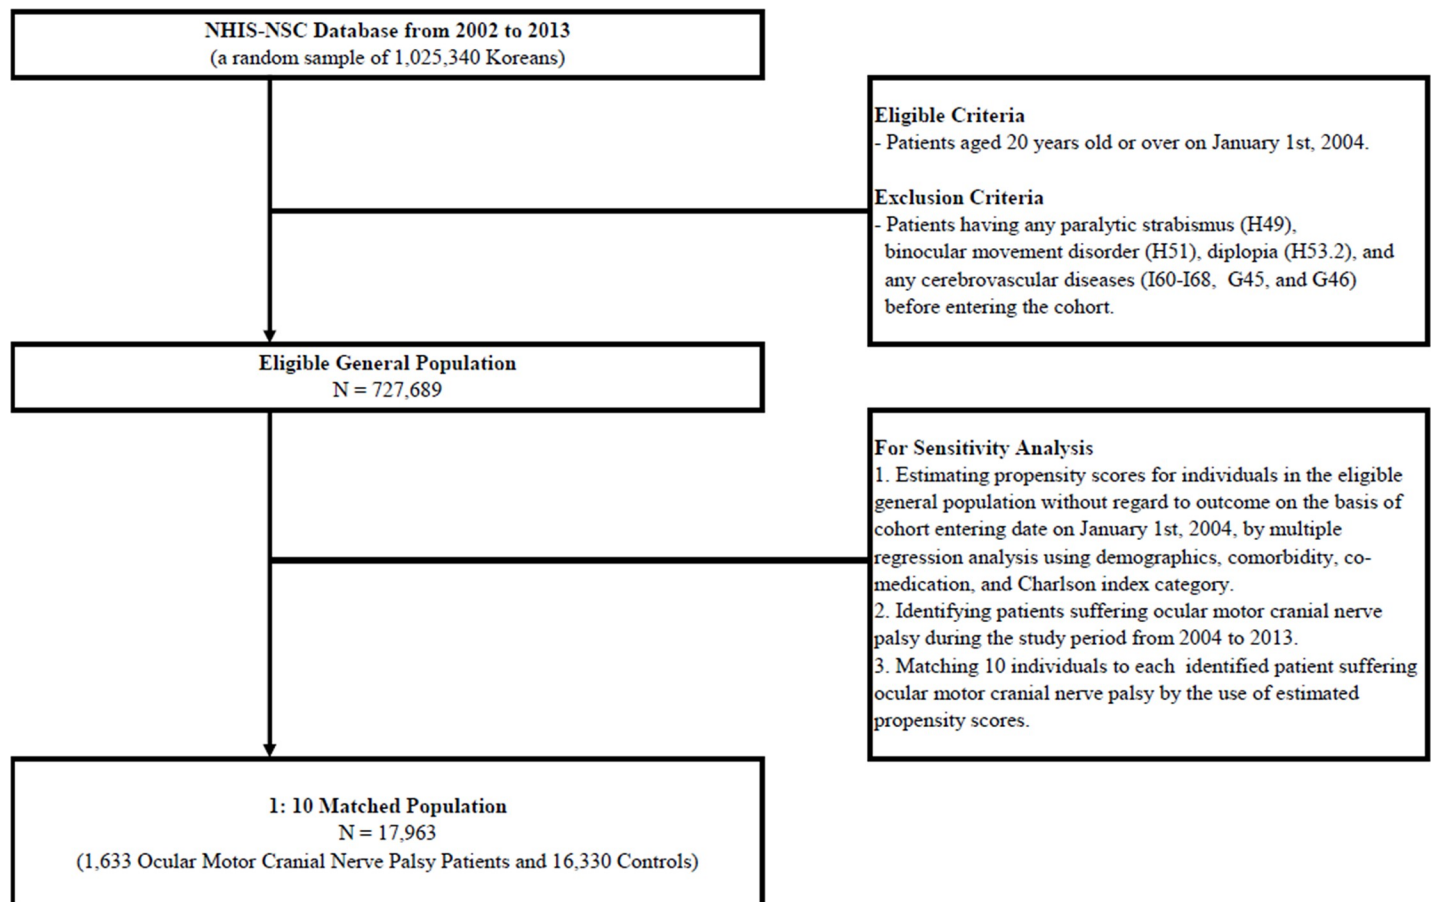 NHIS-NSC Database from 2002 to 2013
(a random sample of 1,025,340 Koreans)
Eligible Criteria
- Patients aged 20 years old or over on January 1st, 2004.
Exclusion Criteria
- Patients having any paralytic strabismus (H49),
binocular movement disorder (H51), diplopia (H53.2), and
any cerebrovascular diseases (I60-I68, G45, and G46)
before entering the cohort.
Eligible General Population
N = 727,689
For Sensitivity Analysis
1. Estimating propensity scores for individuals in the eligible
general population without regard to outcome on the basis of
cohort entering date on January 1st, 2004, by multiple
regression analysis using demographics, comorbidity, co-
medication, and Charlson index category.
2. Identifying patients suffering ocular motor cranial nerve
palsy during the study period from 2004 to 2013.
3. Matching 10 individuals to each identified patient suffering
ocular motor cranial nerve palsy by the use of estimated
propensity scores.
1: 10 Matched Population
N = 17,963
(1,633 Ocular Motor Cranial Nerve Palsy Patients and 16,330 Controls)